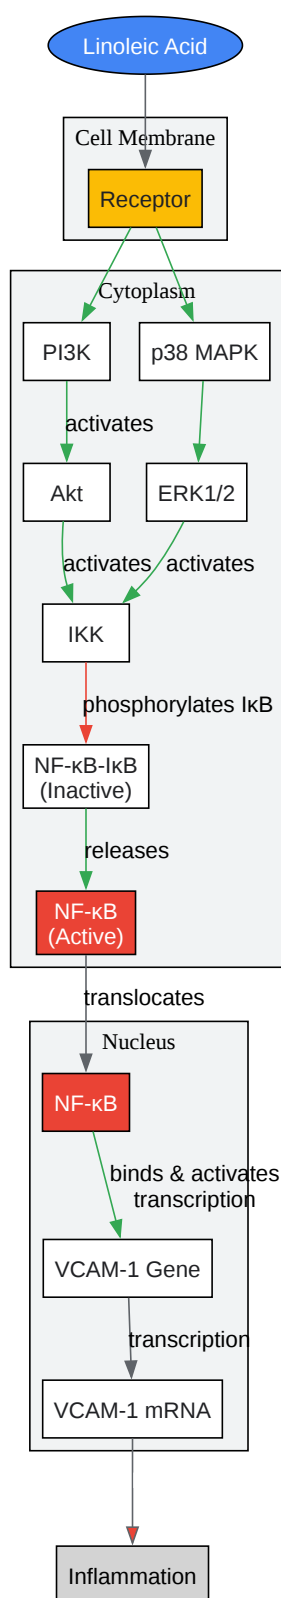 Linoleic Acid
Cell Membrane
Receptor
Cytoplasm
PI3K
p38 MAPK
activates
Akt
ERK1/2
activates
activates
IKK
phosphorylates IκB
NF-κB-IκB
(Inactive)
releases
NF-κB
(Active)
translocates
Nucleus
NF-κB
binds & activates
transcription
VCAM-1 Gene
transcription
VCAM-1 mRNA
Inflammation